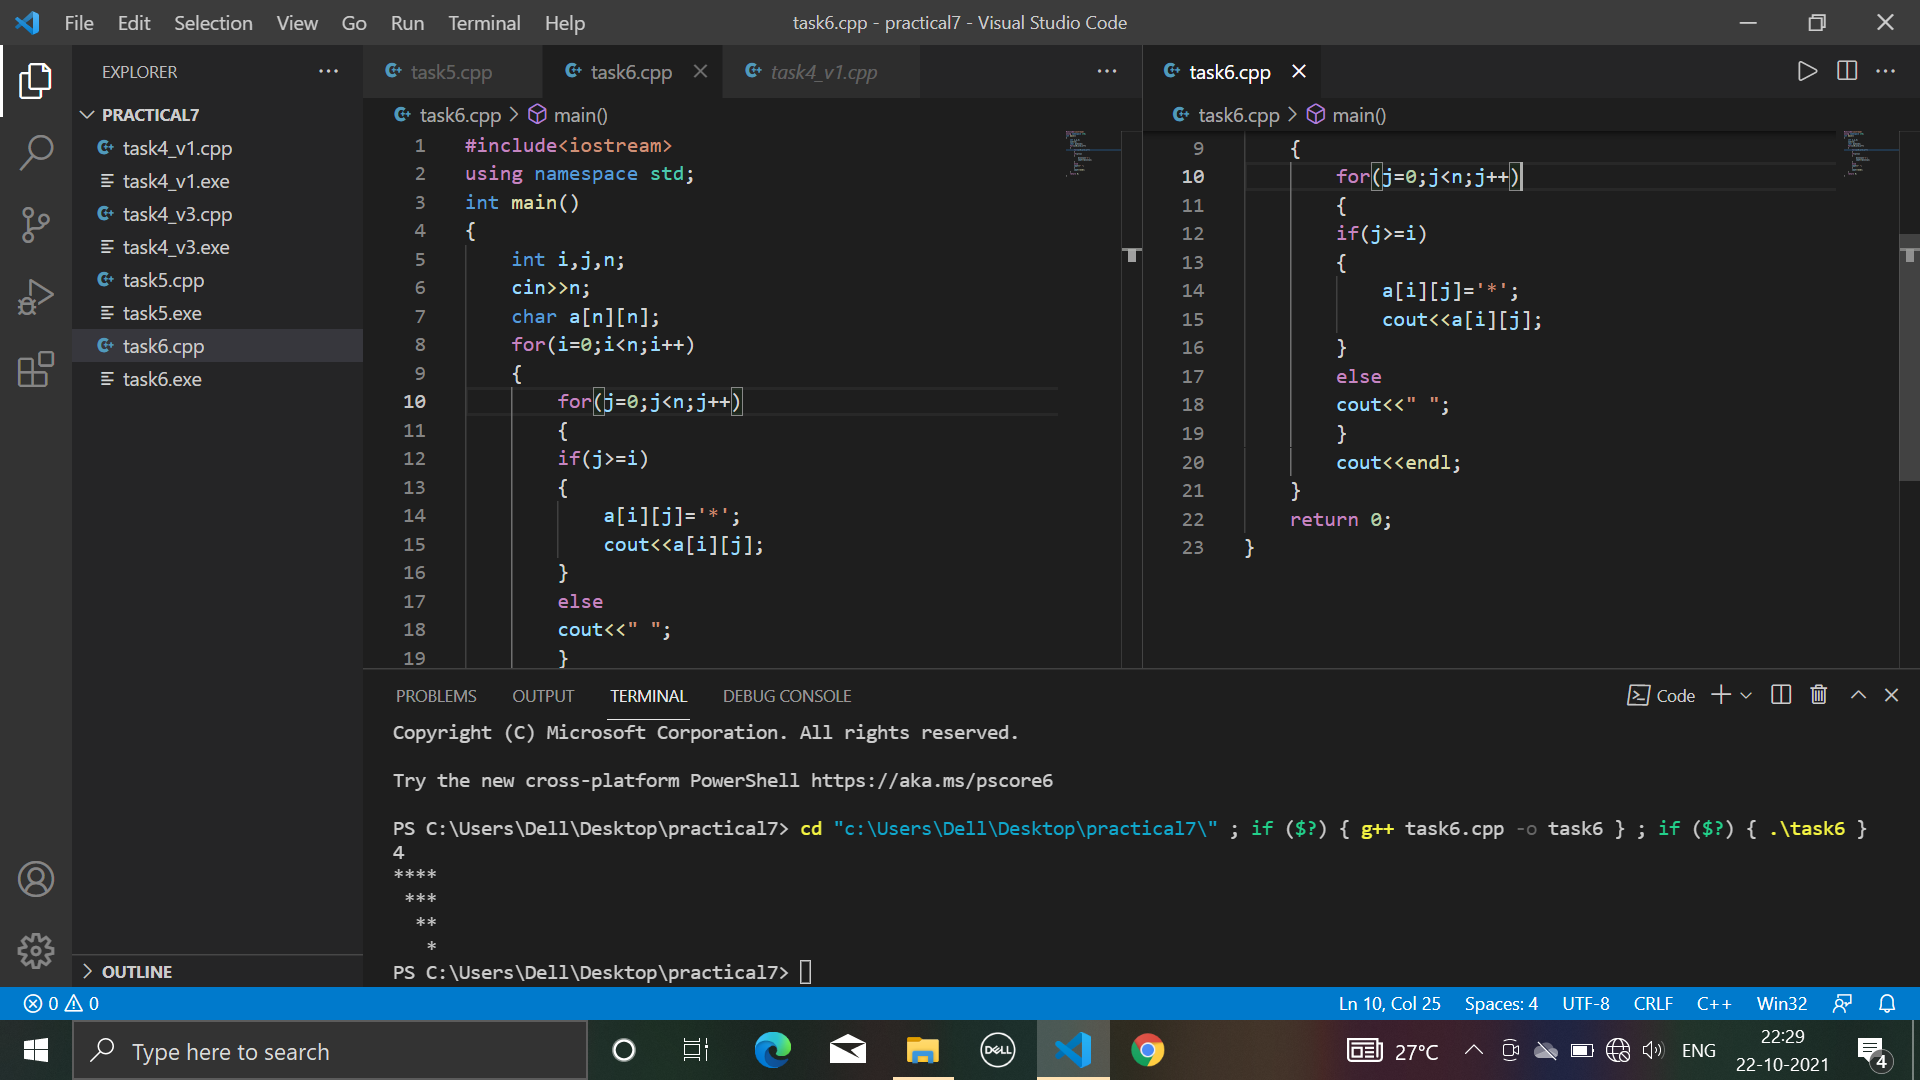 File Edit Selection View Go Run Terminal Help
task6.cpp - practical7 - Visual Studio Code
EXPLORER
PRACTICAL7
task4_v1.cpp
task4_v1.exe
task4_v3.cpp
task4_v3.exe
task5.cpp
task5.exe
task6.cpp
task6.exe
OUTLINE
task5.cpp task6.cpp task4_v1.cpp
task6.cpp > main()
1 #include<iostream>
2 using namespace std;
3 int main()
4 {
5 int i,j,n;
6 cin>>n;
7 char a[n][n];
8 for(i=0;i<n;i++)
9 {
10 for(j=0;j<n;j++)
11 {
12 if(j>=i)
13 {
14 a[i][j]='*';
15 cout<<a[i][j];
16 }
17 else
18 cout<<" ";
19 }
task6.cpp
task6.cpp > main()
9 {
10 for(j=0;j<n;j++)
11 {
12 if(j>=i)
13 {
14 a[i][j]='*';
15 cout<<a[i][j];
16 }
17 else
18 cout<<" ";
19 }
20 cout<<endl;
21 }
22 return 0;
23 }
PROBLEMS OUTPUT TERMINAL DEBUG CONSOLE
Code
Copyright (C) Microsoft Corporation. All rights reserved.
Try the new cross-platform PowerShell https://aka.ms/pscore6
PS C:\Users\Dell\Desktop\practical7> cd "c:\Users\Dell\Desktop\practical7\" ; if ($?) { g++ task6.cpp -o task6 } ; if ($?) { .\task6 }
4
****
 ***
  **
   *
PS C:\Users\Dell\Desktop\practical7>
0 0
Ln 10, Col 25 Spaces: 4 UTF-8 CRLF C++ Win32
Type here to search
DELL
27°C
ENG
22:29
22-10-2021
4